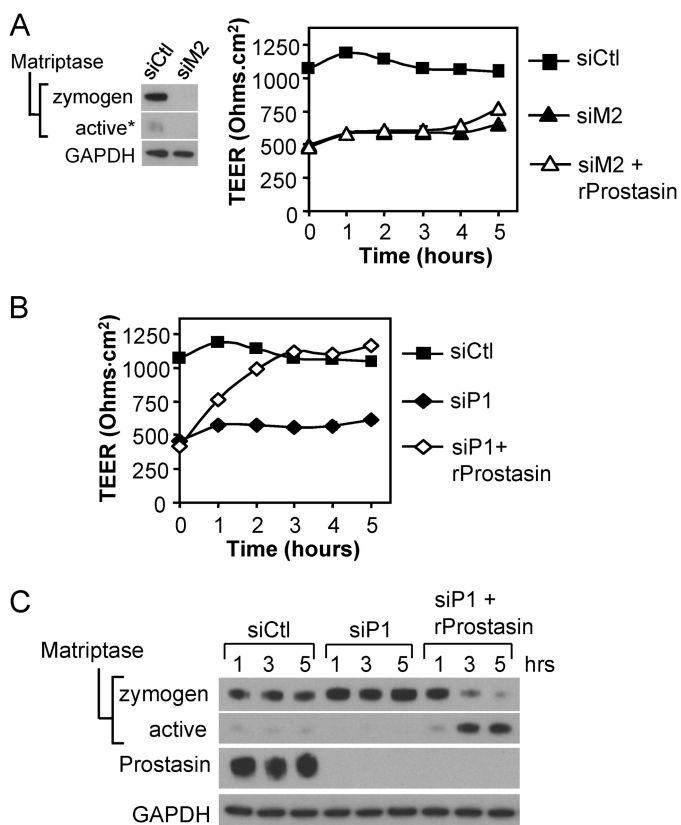 A
siCtl
siM2
Matriptase
zymogen
active*
GAPDH
TEER (Ohms.cm²)
1250
1000
750
500
250
0
0 1 2 3 4 5
Time (hours)
siCtl
siM2
siM2 +
rProstasin
B
TEER (Ohms·cm²)
1250
1000
750
500
250
0
0 1 2 3 4 5
Time (hours)
siCtl
siP1
siP1+
rProstasin
C
siCtl
siP1
siP1 +
rProstasin
1 3 5 1 3 5 1 3 5 hrs
Matriptase
zymogen
active
Prostasin
GAPDH